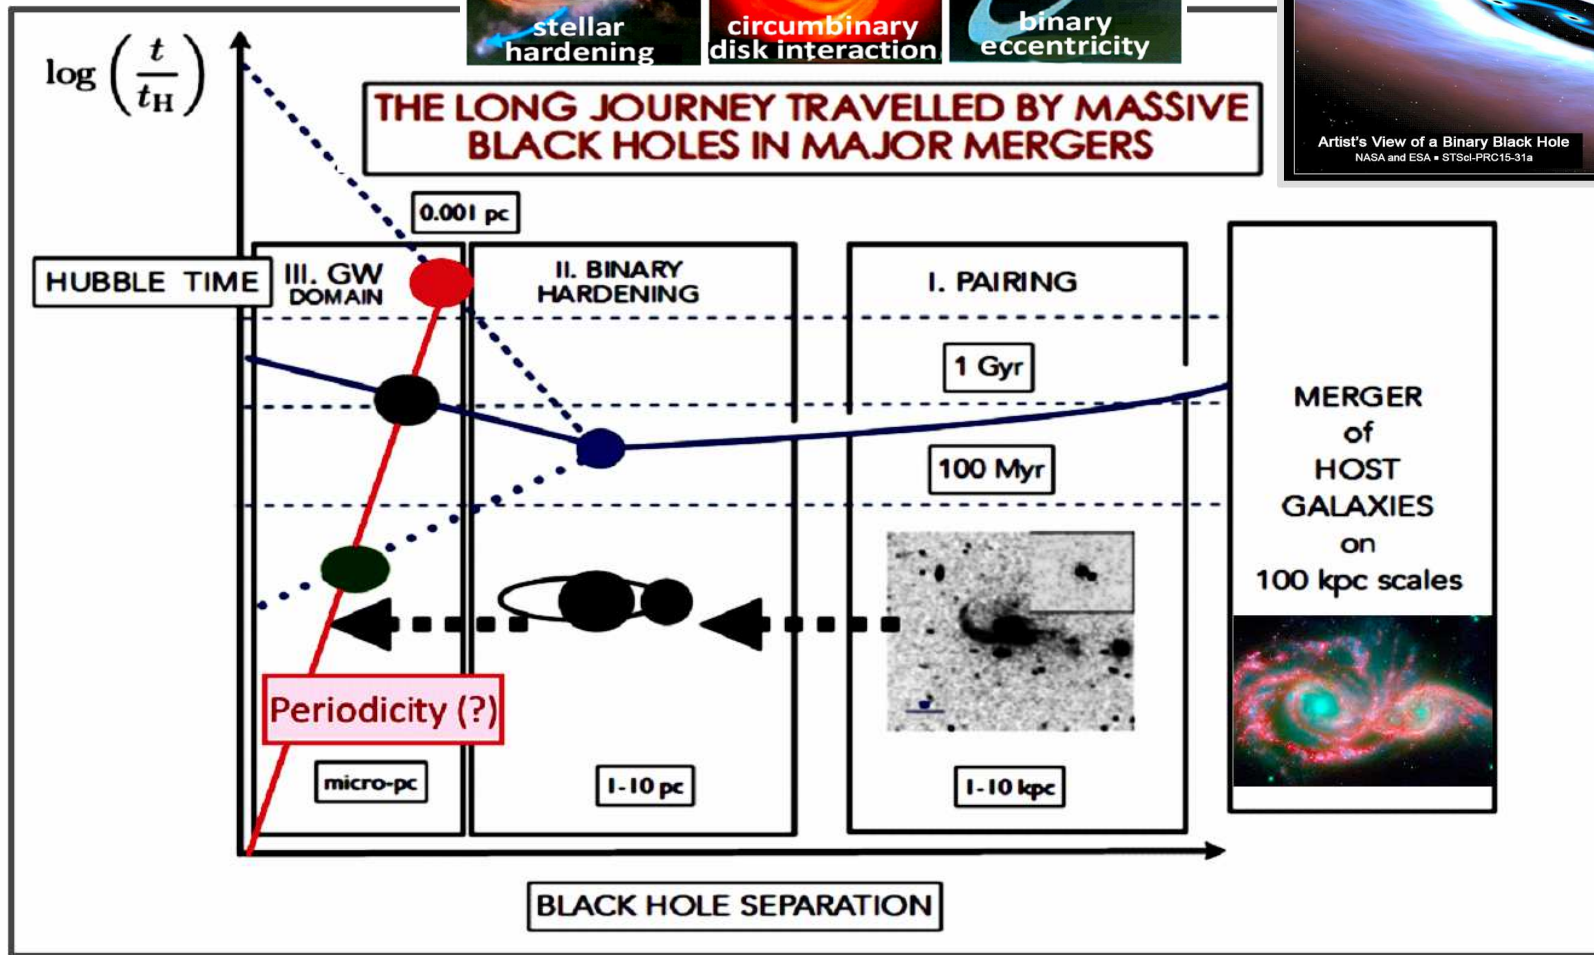 stellar
hardening
circumbinary
disk interaction
binary
eccentricity
Artist's View of a Binary Black Hole
NASA and ESA ▪ STScI-PRC15-31a
log (t/tH)
THE LONG JOURNEY TRAVELLED BY MASSIVE
BLACK HOLES IN MAJOR MERGERS
0.001 pc
HUBBLE TIME
III. GW
DOMAIN
II. BINARY
HARDENING
I. PAIRING
1 Gyr
100 Myr
MERGER
of
HOST
GALAXIES
on
100 kpc scales
Periodicity (?)
micro-pc
1-10 pc
1-10 kpc
BLACK HOLE SEPARATION